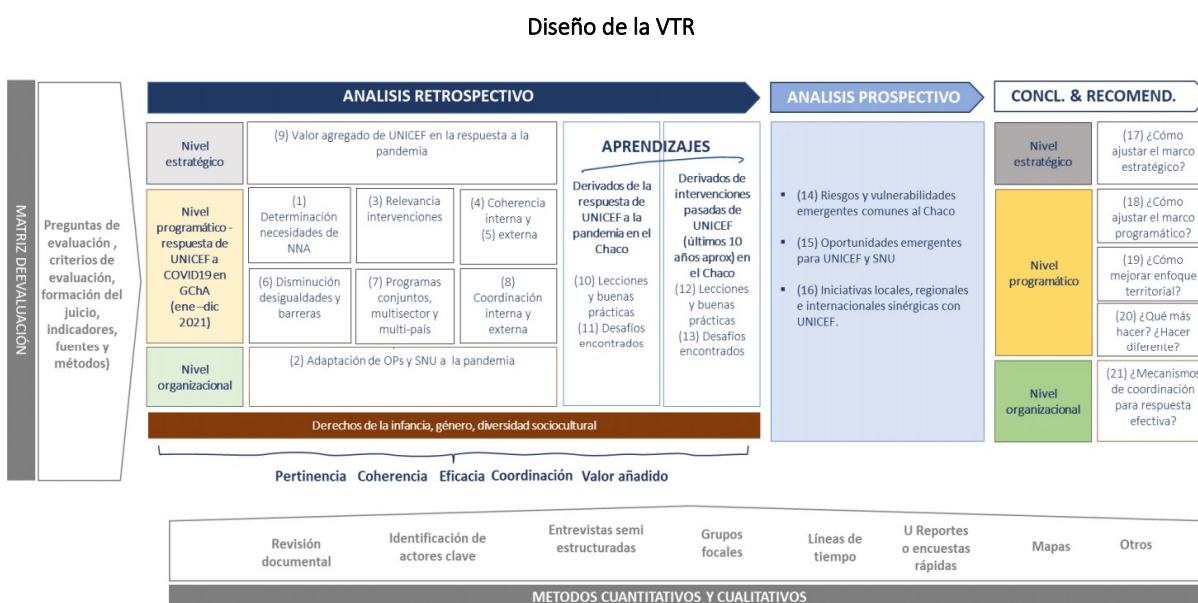 Diseño de la VTR
MATRIZ DEEVALUACIÓN
Preguntas de
evaluación ,
criterios de
evaluación,
formación del
juicio,
indicadores,
fuentes y
métodos)
ANALISIS RETROSPECTIVO
Nivel
estratégico
(9) Valor agregado de UNICEF en la respuesta a la
pandemia
Nivel
programático -
respuesta de
UNICEF a
COVID19 en
GChA
(ene –dic
2021)
(1)
Determinación
necesidades de
NNA
(3) Relevancia
intervenciones
(4) Coherencia
interna y
(5) externa
(6) Disminución
desigualdades y
barreras
(7) Programas
conjuntos,
multisector y
multi-país
(8)
Coordinación
interna y
externa
Nivel
organizacional
(2) Adaptación de OPs y SNU a la pandemia
APRENDIZAJES
Derivados de la
respuesta de
UNICEF a la
pandemia en el
Chaco
(10) Lecciones
y buenas
prácticas
(11) Desafíos
encontrados
Derivados de
intervenciones
pasadas de
UNICEF
(últimos 10
años aprox) en
el Chaco
(12) Lecciones
y buenas
prácticas
(13) Desafíos
encontrados
Derechos de la infancia, género, diversidad sociocultural
Pertinencia Coherencia Eficacia Coordinación Valor añadido
ANALISIS PROSPECTIVO
▪ (14) Riesgos y vulnerabilidades
emergentes comunes al Chaco
▪ (15) Oportunidades emergentes
para UNICEF y SNU
▪ (16) Iniciativas locales, regionales
e internacionales sinérgicas con
UNICEF.
CONCL. & RECOMEND.
Nivel
estratégico
(17) ¿Cómo
ajustar el marco
estratégico?
Nivel
programático
(18) ¿Cómo
ajustar el marco
programático?
(19) ¿Cómo
mejorar enfoque
territorial?
(20) ¿Qué más
hacer? ¿Hacer
diferente?
Nivel
organizacional
(21) ¿Mecanismos
de coordinación
para respuesta
efectiva?
Revisión
documental
Identificación de
actores clave
Entrevistas semi
estructuradas
Grupos
focales
Líneas de
tiempo
U Reportes
o encuestas
rápidas
Mapas
Otros
METODOS CUANTITATIVOS Y CUALITATIVOS